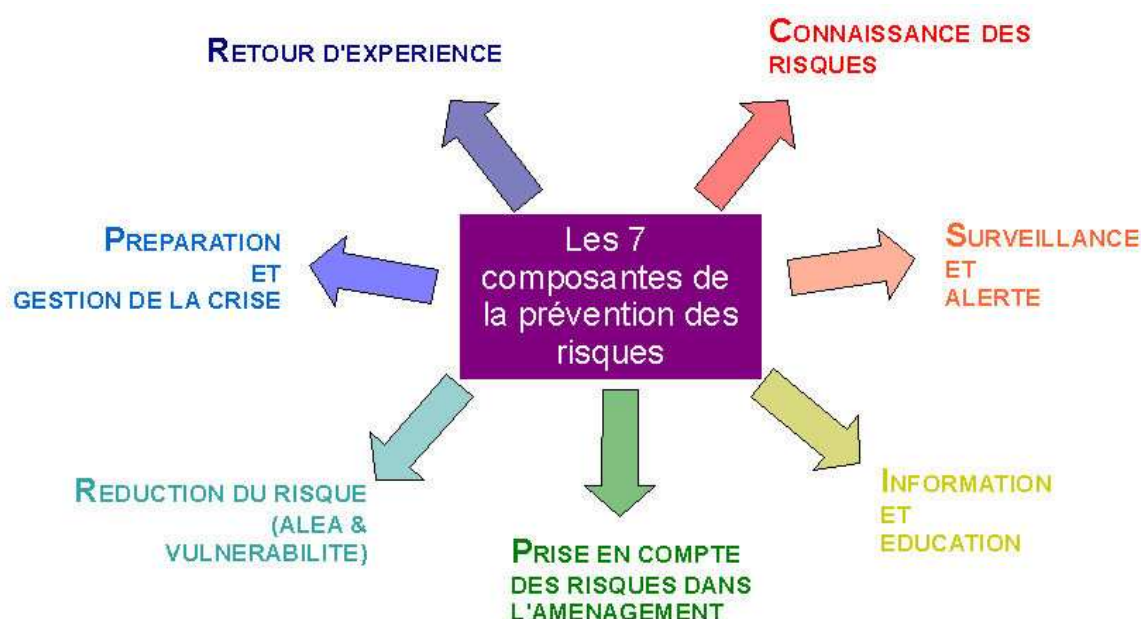 RETOUR D'EXPERIENCE
CONNAISSANCE DES
RISQUES
PREPARATION
ET
GESTION DE LA CRISE
Les 7
composantes de
la prévention des
risques
SURVEILLANCE
ET
ALERTE
REDUCTION DU RISQUE
(ALEA &
VULNERABILITE)
PRISE EN COMPTE
DES RISQUES DANS
L'AMENAGEMENT
INFORMATION
ET
EDUCATION